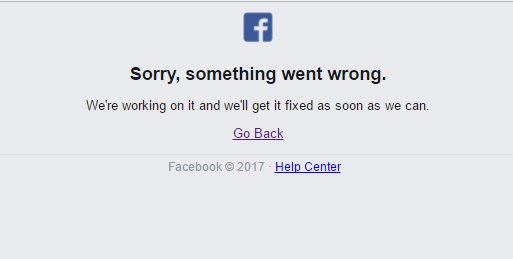 Sorry, something went wrong.
We're working on it and we'll get it fixed as soon as we can.
Go Back
Facebook © 2017 · Help Center